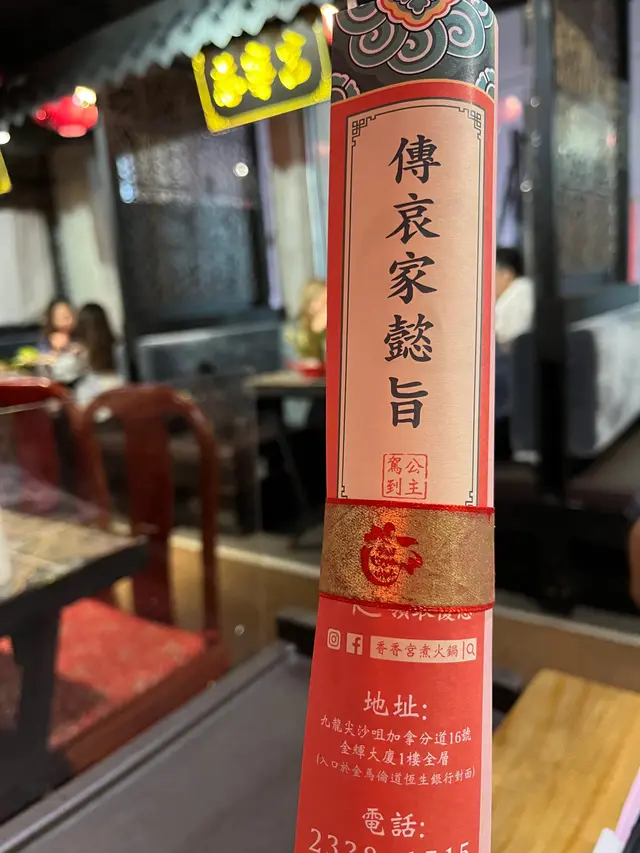 傳哀家懿旨
公主
駕到
香香宮煮火鍋
地址:
九龍尖沙咀加拿分道16號
金輝大廈1樓全層
(入口於金馬倫道恆生銀行對面)
電話: